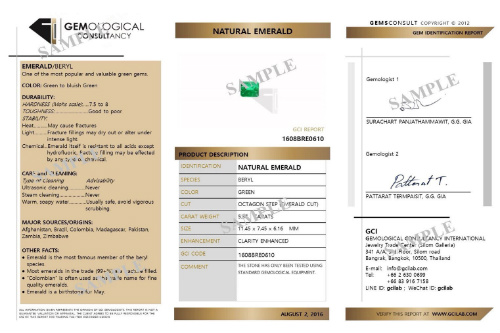 GEMOLOGICAL
CONSULTANCY
SAMPLE
EMERALD/BERYL
One of the most popular and valuable green gems.
COLOR: Green to bluish Green
DURABILITY:
HARDNESS (Mohs scale)...7.5 to 8
TOUGHNESS: Good to poor
STABILITY:
Heat..........May cause fractures
Light..........Fracture fillings may dry out or alter under
intense light.
Chemical..Emerald itself is resistant to all acids except
hydrofluoric. Fracture filling may be effected
by any type of chemical.
CARE and CLEANING:
Type of Cleaning Advisability
Ultrasonic cleaning..........Never
Steam cleaning..........Never
Warm, soapy water..........Usually safe, avoid vigorous
scrubbing
MAJOR SOURCES/ORIGINS:
Afghanistan, Brazil, Colombia, Madagascar, Pakistan,
Zambia, Zimbabwe
OTHER FACTS:
• Emerald is the most famous member of the beryl
species.
• Most emeralds in the trade (99+%) are fracture filled.
• "Colombian" is often used as the trade name for fine
quality emeralds.
• Emerald is a birthstone for May
NATURAL EMERALD
SAMPLE
GCI REPORT
1608BRE0610
PRODUCT DESCRIPTION
IDENTIFICATION NATURAL EMERALD
SPECIES BERYL
COLOR GREEN
CUT OCTAGON STEP (EMERALD CUT)
CARAT WEIGHT CARATS
SIZE 11.45 x 7.45 x 6.16 MM
ENHANCEMENT CLARITY ENHANCED
GCI CODE 1608BRE0610
COMMENT THE STONE HAS ONLY BEEN TESTED USING
STANDARD GEMOLOGICAL EQUIPMENT.
SAMPLE
AUGUST 2, 2016
GEMSCONSULT COPYRIGHT © 2012
GEM IDENTIFICATION REPORT
Gemologist 1
SAMPLE
SURACHART PANJATHAMMAWIT, G.G. GIA
Gemologist 2
Pattarat T.
PATTARAT TERMPAISIT, G.G. GIA
GCI
GEMOLOGICAL CONSULTANCY INTERNATIONAL
Jewelry Trade Center (Silom Galleria)
Silom road
Bangrak, Bangkok, 10500, Thailand
E-mail: info@gcilab.com
Tel: +66 2 630 0699
+66 83 916 7158
LINE ID: gcilab ; WeChat ID: gcilab
SAMPLE
VERIFY THIS REPORT AT WWW.GCILAB.COM